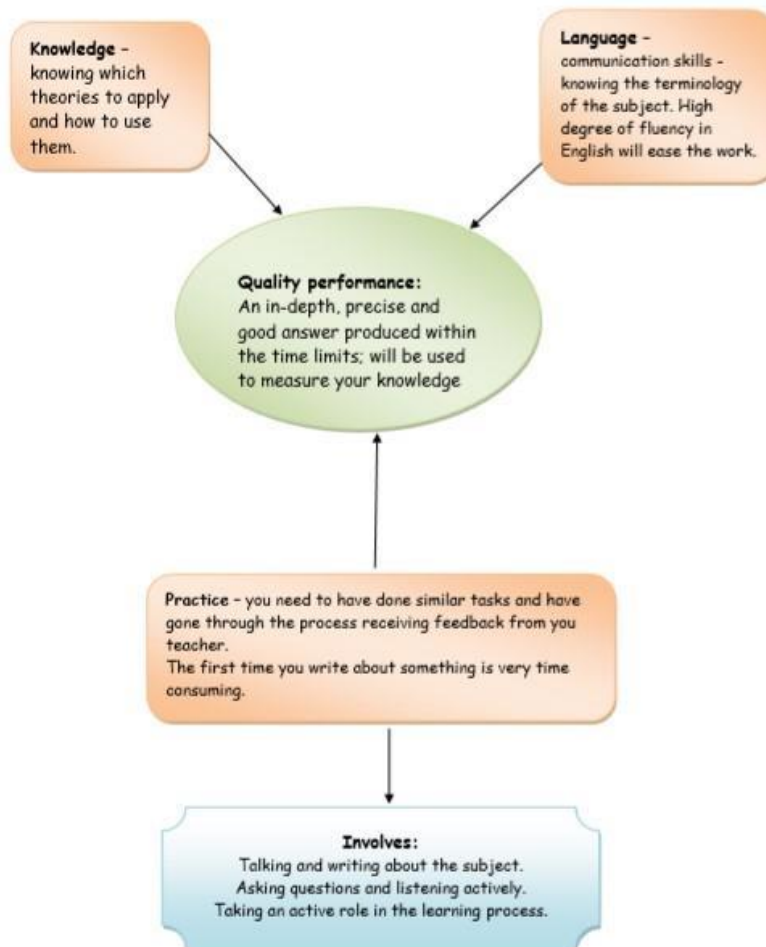 Knowledge –
knowing which
theories to apply
and how to use
them.
Language –
communication skills -
knowing the terminology
of the subject. High
degree of fluency in
English will ease the work.
Quality performance:
An in-depth, precise and
good answer produced within
the time limits; will be used
to measure your knowledge
Practice – you need to have done similar tasks and have
gone through the process receiving feedback from you
teacher.
The first time you write about something is very time
consuming.
Involves:
Talking and writing about the subject.
Asking questions and listening actively.
Taking an active role in the learning process.